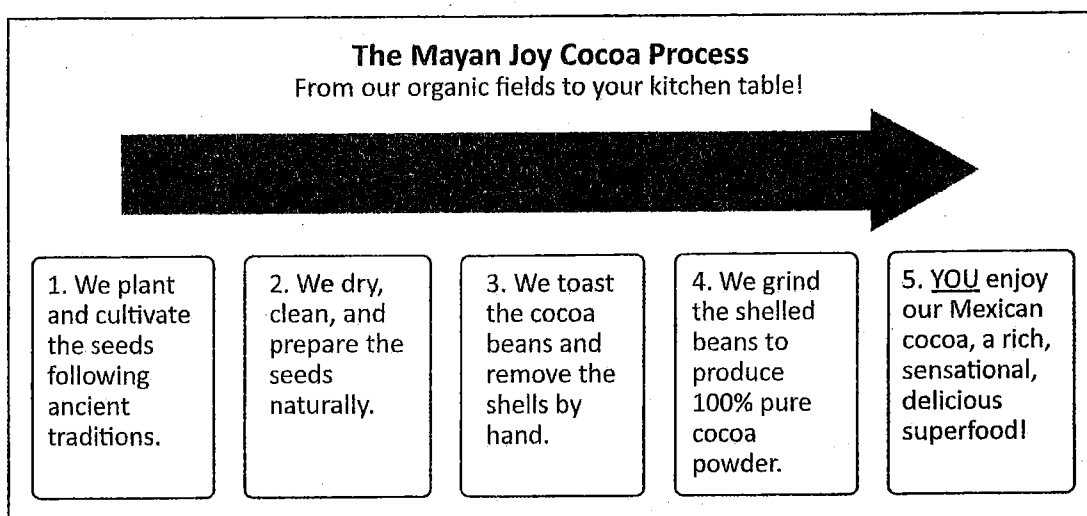 The Mayan Joy Cocoa Process
From our organic fields to your kitchen table!
1. We plant
and cultivate
the seeds
following
ancient
traditions.
2. We dry,
clean, and
prepare the
seeds
naturally.
3. We toast
the cocoa
beans and
remove the
shells by
hand.
4. We grind
the shelled
beans to
produce
100% pure
cocoa
powder.
5. YOU enjoy
our Mexican
cocoa, a rich,
sensational,
delicious
superfood!